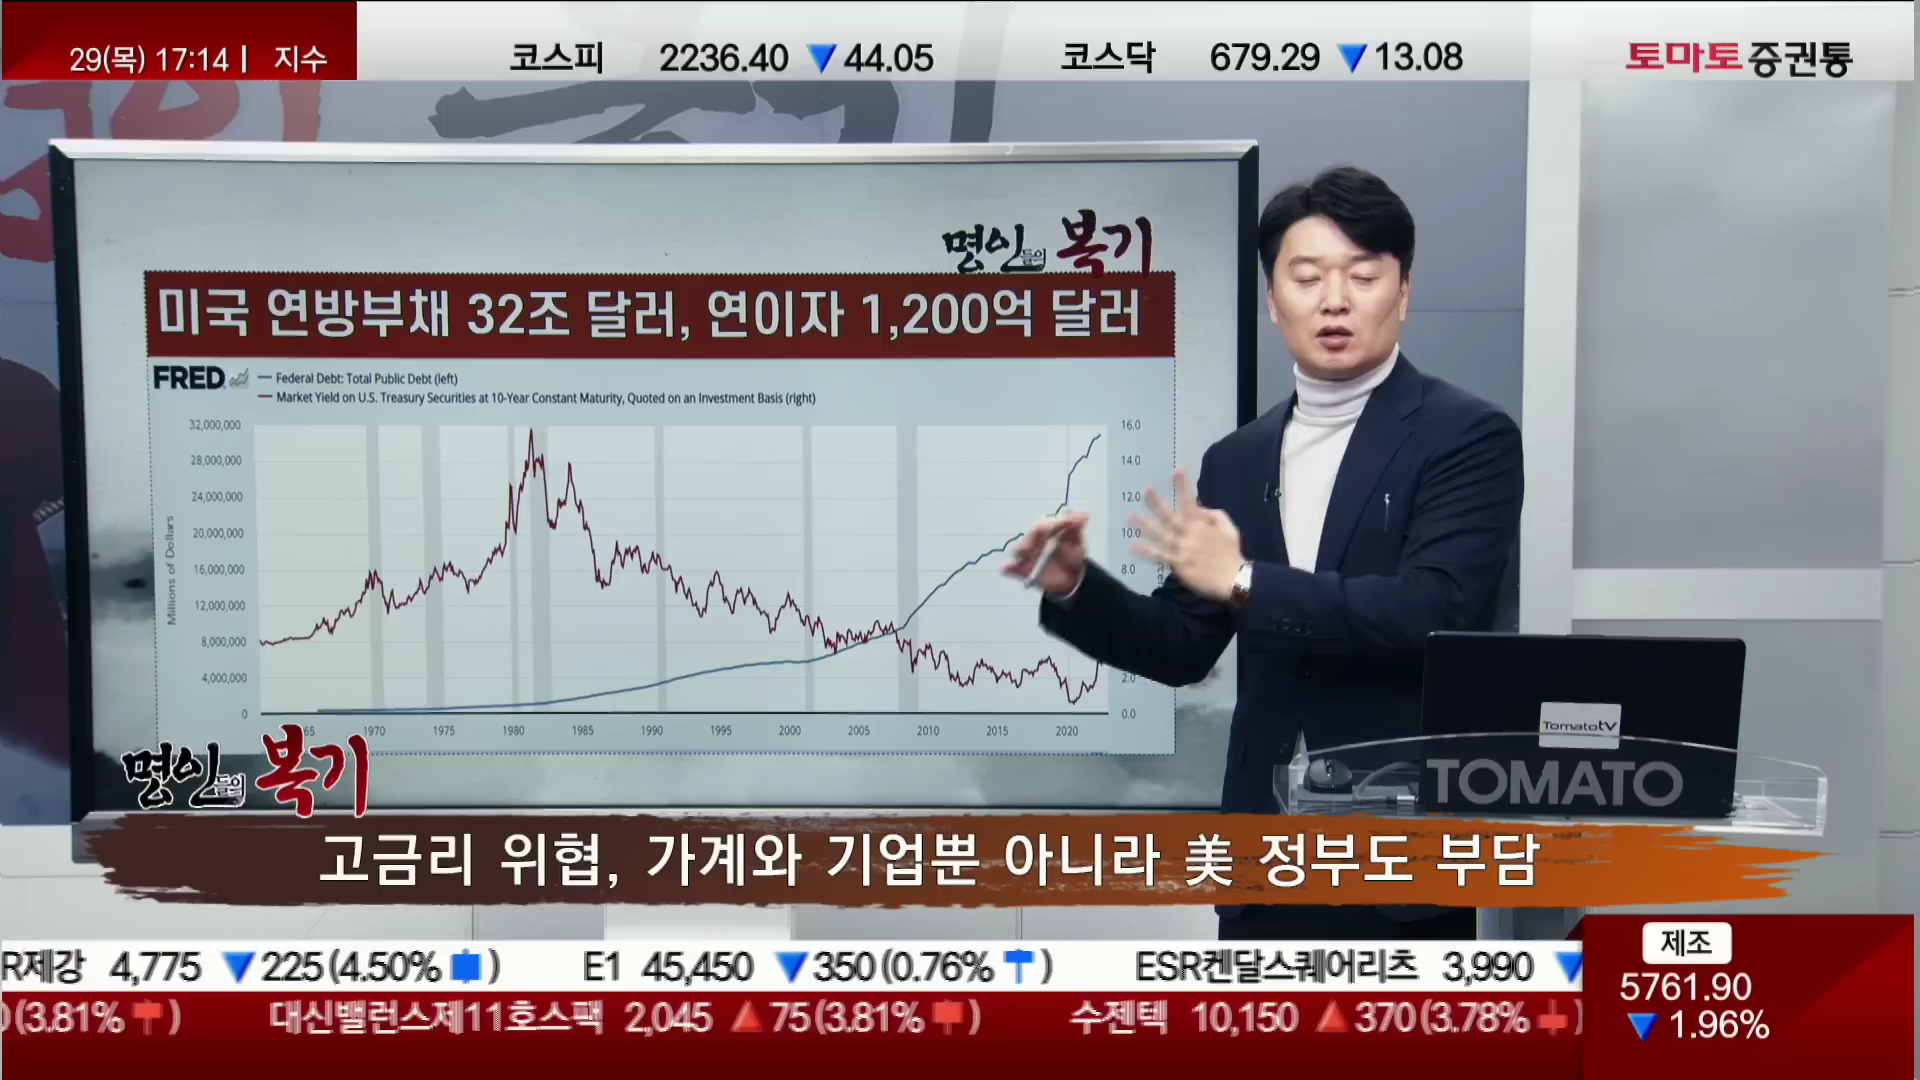 29(목) 17:14 | 지수
코스피 2236.40 ▼44.05
코스닥 679.29 ▼13.08
토마토증권통
명인들의 복기
미국 연방부채 32조 달러, 연이자 1,200억 달러
FRED
Federal Debt: Total Public Debt (left)
Market Yield on U.S. Treasury Securities at 10-Year Constant Maturity, Quoted on an Investment Basis (right)
Millions of Dollars
32,000,000
28,000,000
24,000,000
20,000,000
16,000,000
12,000,000
8,000,000
4,000,000
0
16.0
14.0
12.0
10.0
8.0
2.0
0.0
65 1970 1975 1980 1985 1990 1995 2000 2005 2010 2015 2020
TomatoTV
TOMATO
명인들의 복기
고금리 위협, 가계와 기업뿐 아니라 美 정부도 부담
R제강 4,775 ▼225(4.50%) E1 45,450 ▼350(0.76%) ESR켄달스퀘어리츠 3,990 ▼
(3.81%) 대신밸런스제11호스팩 2,045 ▲75(3.81%) 수젠텍 10,150 ▲370(3.78%)
제조
5761.90
▼ 1.96%